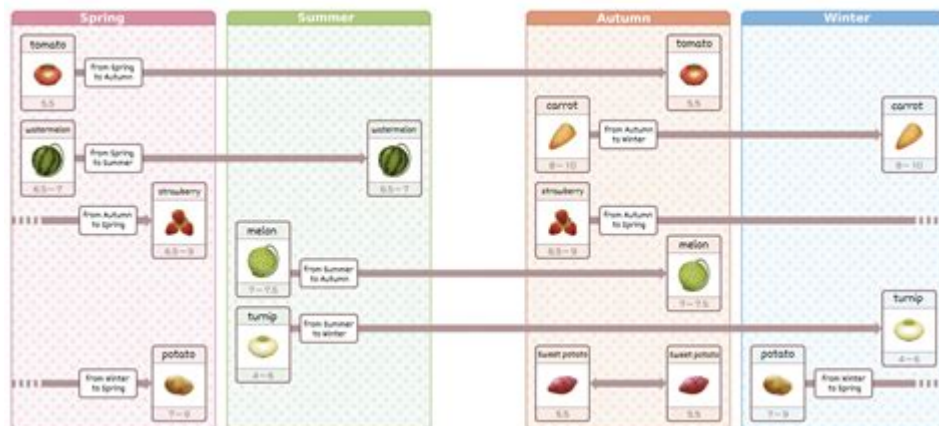 Spring
Summer
Autumn
Winter
tomato
5.5
from Spring
to Autumn
tomato
5.5
carrot
8~10
from Autumn
to Winter
carrot
8~10
watermelon
6.5~7
from Spring
to Summer
watermelon
6.5~7
from Autumn
to Spring
strawberry
6.5~9
strawberry
6.5~9
from Autumn
to Spring
melon
7~7.5
from Summer
to Autumn
melon
7~7.5
turnip
4~6
from Summer
to Winter
turnip
4~6
from Winter
to Spring
potato
7~9
sweet potato
5.5
sweet potato
5.5
potato
7~9
from Winter
to Spring